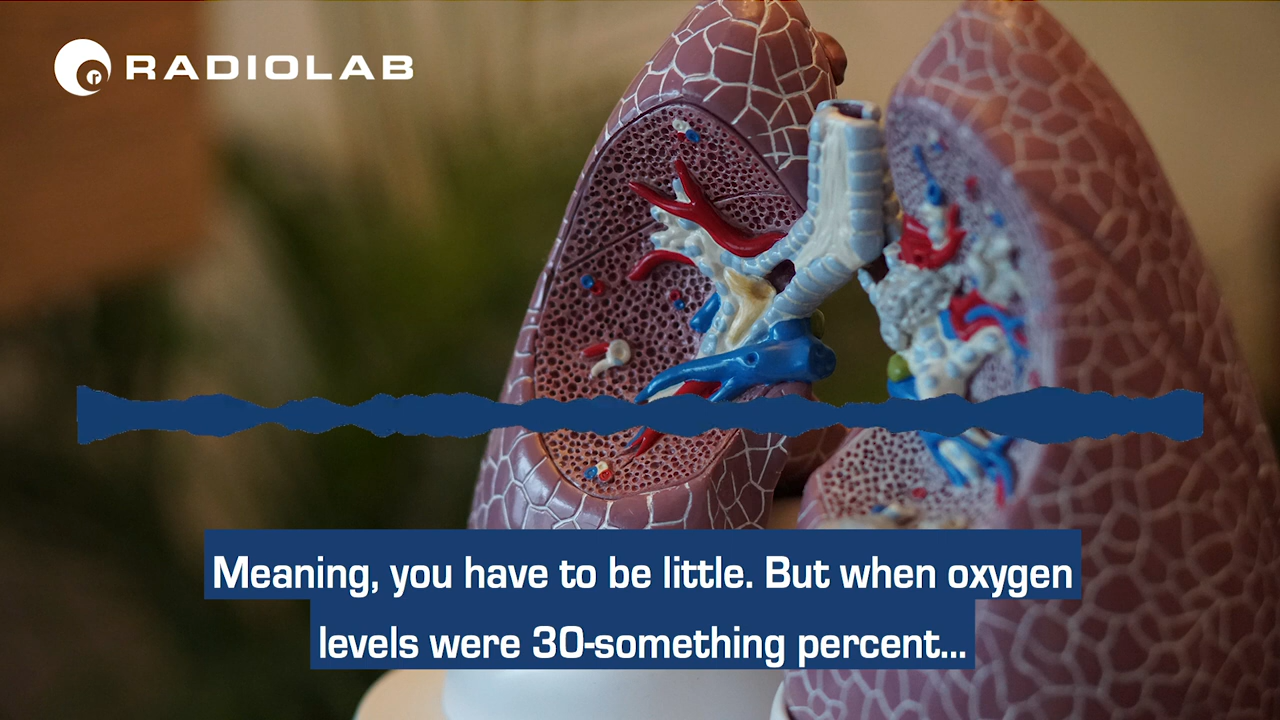 RADIOLAB
Meaning, you have to be little. But when oxygen
levels were 30-something percent...